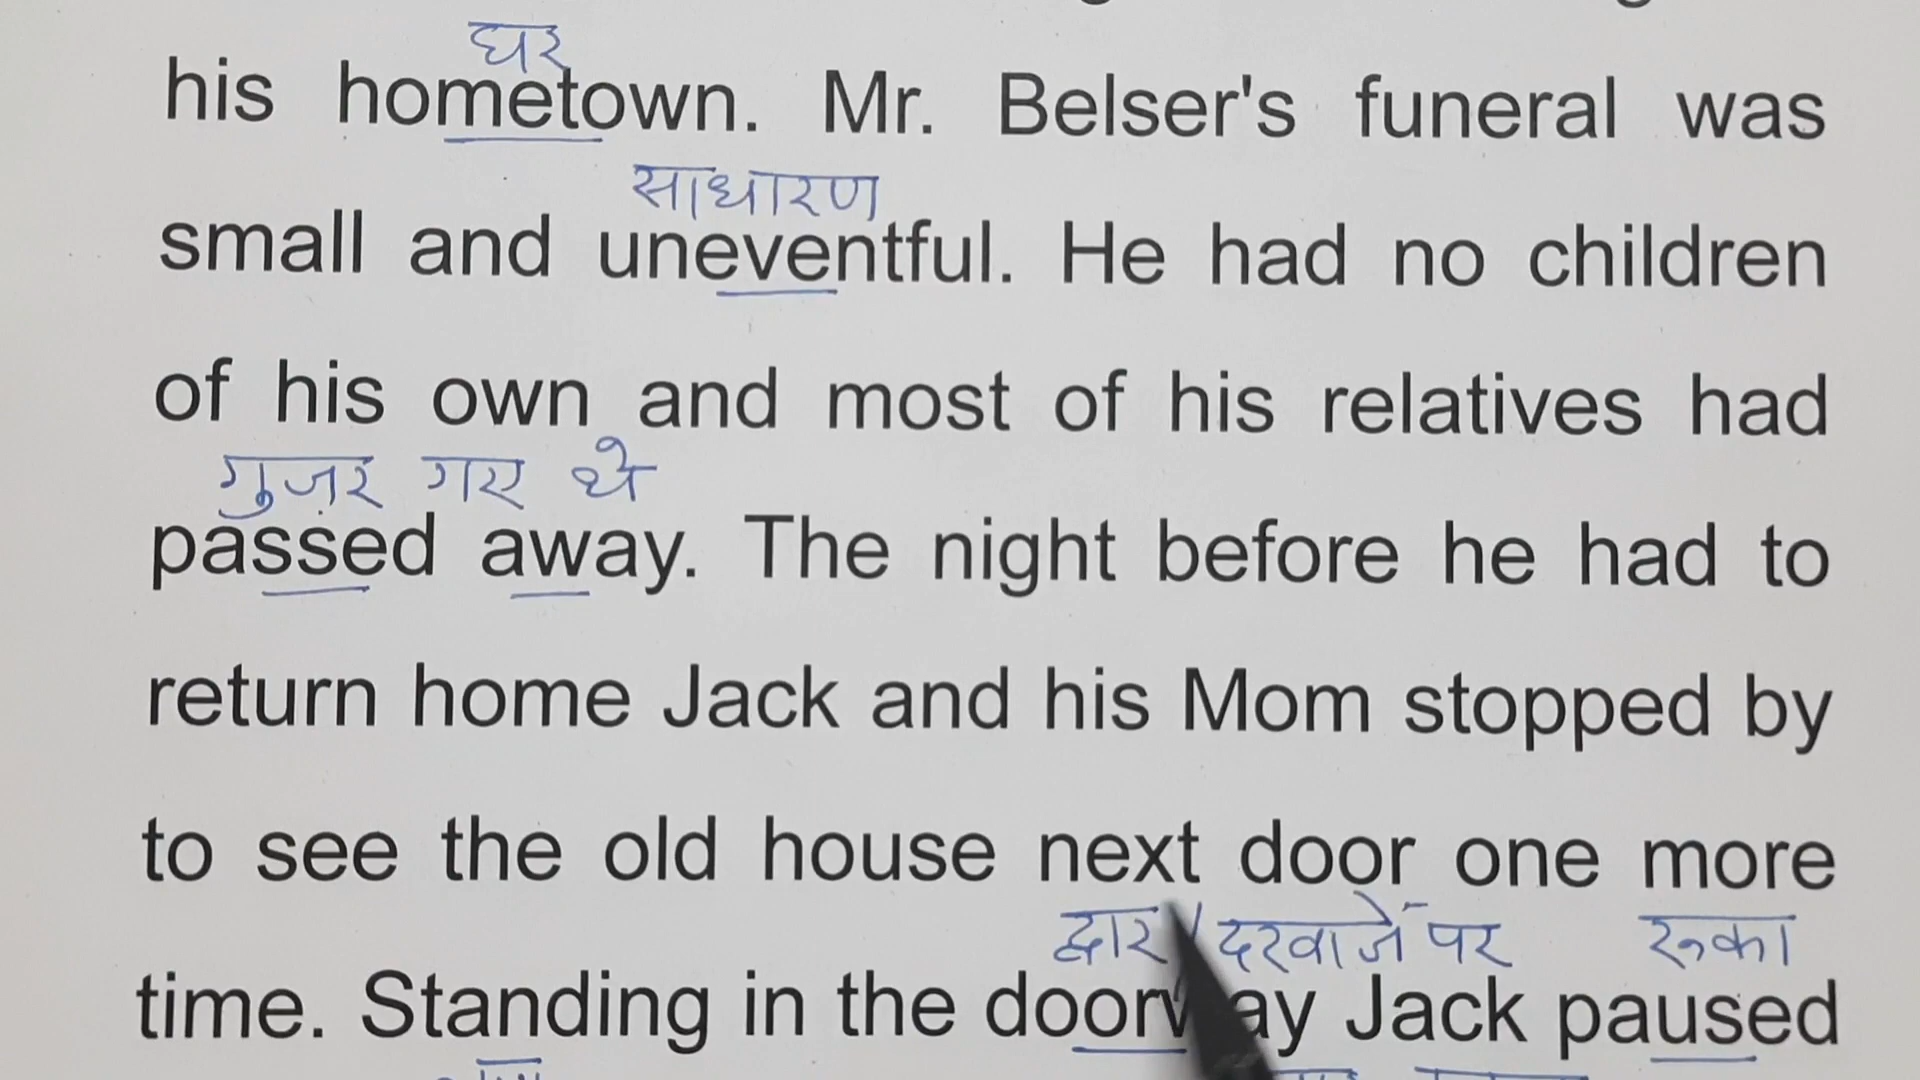 घर
his hometown. Mr. Belser's funeral was
साधारण
small and uneventful. He had no children
of his own and most of his relatives had
गुजर गए थे
passed away. The night before he had to
return home Jack and his Mom stopped by
to see the old house next door one more
द्वार/दरवाजे पर रुका
time. Standing in the doorway Jack paused